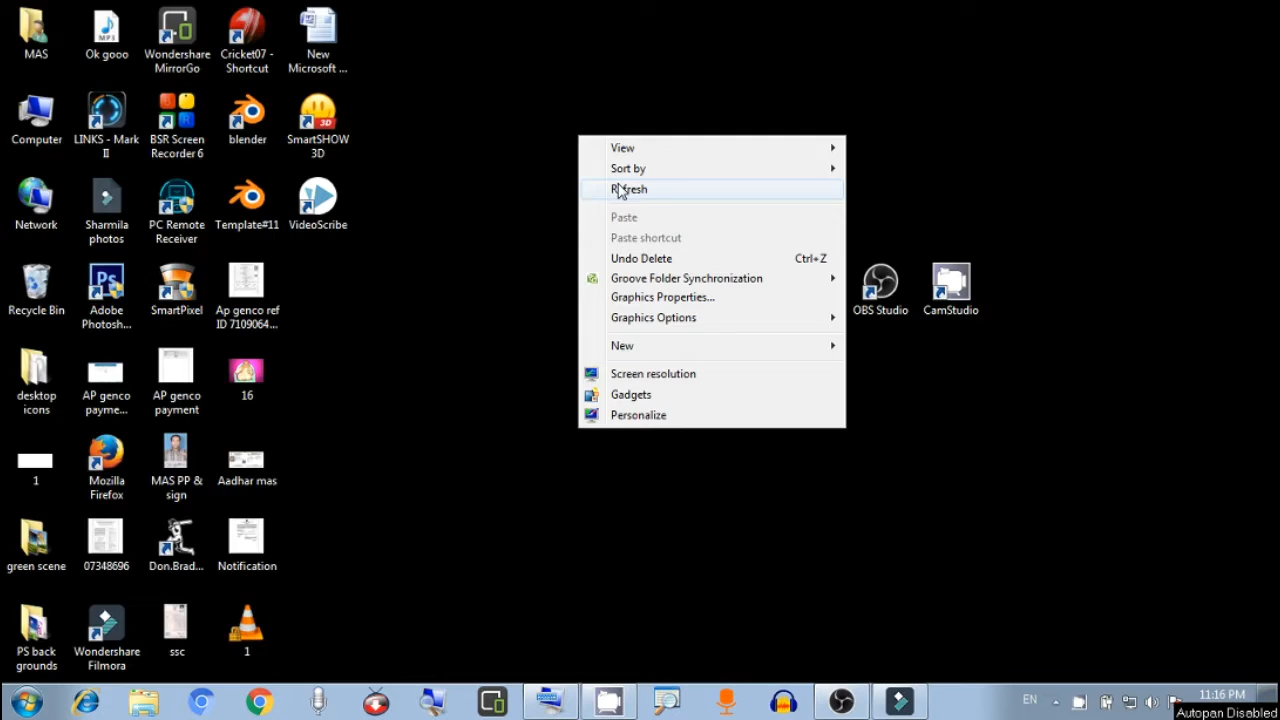 MAS
Ok gooo
Wondershare
MirrorGo
Cricket07 -
Shortcut
New
Microsoft ...
Computer
LINKS - Mark
II
BSR Screen
Recorder 6
blender
SmartSHOW
3D
Network
Sharmila
photos
PC Remote
Receiver
Template#11
VideoScribe
Recycle Bin
Adobe
Photosh...
SmartPixel
Ap genco ref
ID 7109064...
desktop
icons
AP genco
payme...
AP genco
payment
16
1
Mozilla
Firefox
MAS PP &
sign
Aadhar mas
green scene
07348696
Don.Brad...
Notification
PS back
grounds
Wondershare
Filmora
ssc
1
View
Sort by
Refresh
Paste
Paste shortcut
Undo Delete Ctrl+Z
Groove Folder Synchronization
Graphics Properties...
Graphics Options
New
Screen resolution
Gadgets
Personalize
OBS Studio
CamStudio
EN
11:16 PM
Autopan Disabled